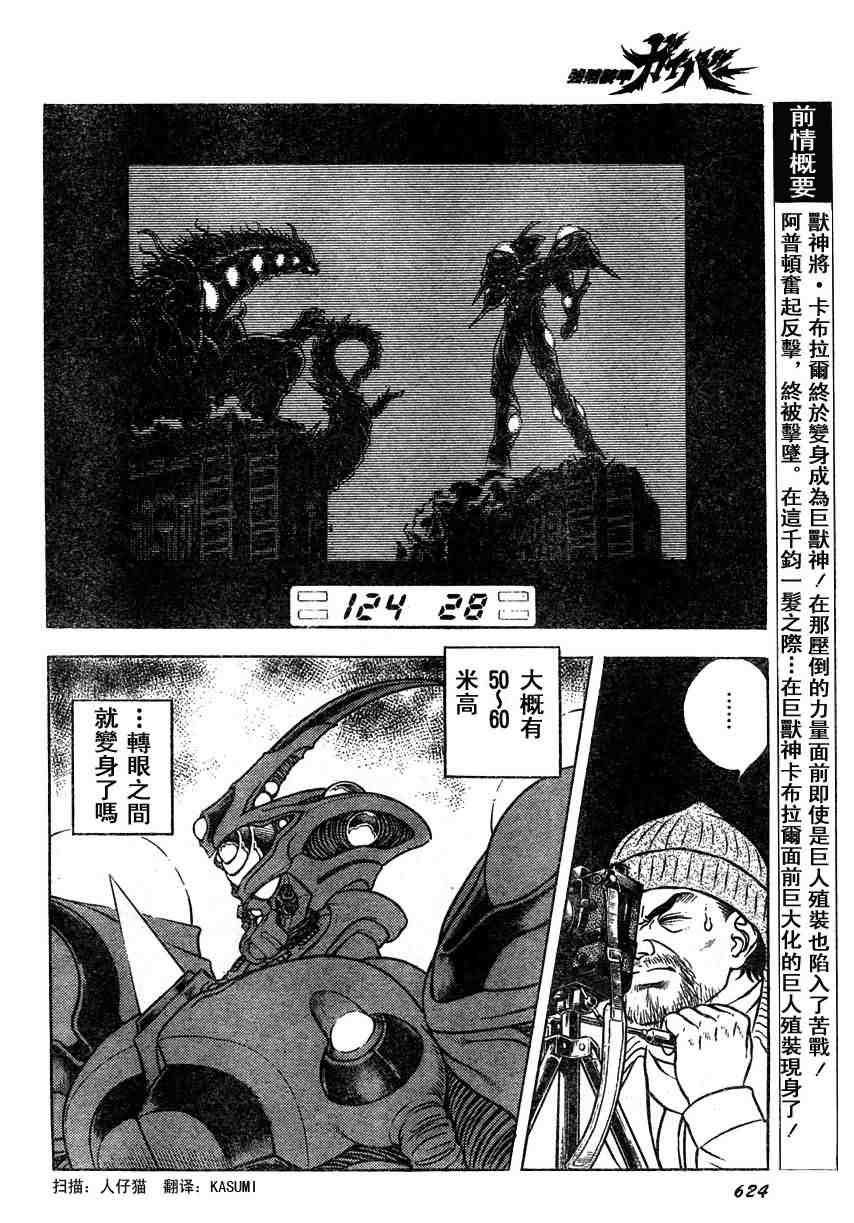 強殖裝甲ガイバー
前情概要
獸神將・卡布拉爾終於變身成為巨獸神！在那壓倒的力量面前即使是巨人殖裝也陷入了苦戰！
阿普頓奮起反擊，終被擊墜。在這千鈞一髮之際…在巨獸神卡布拉爾面前巨大化的巨人殖裝現身了！
124 28
……
大概有
50～60
米高
…轉眼之間
就變身了嗎
扫描：人仔猫 翻译：KASUMI
624